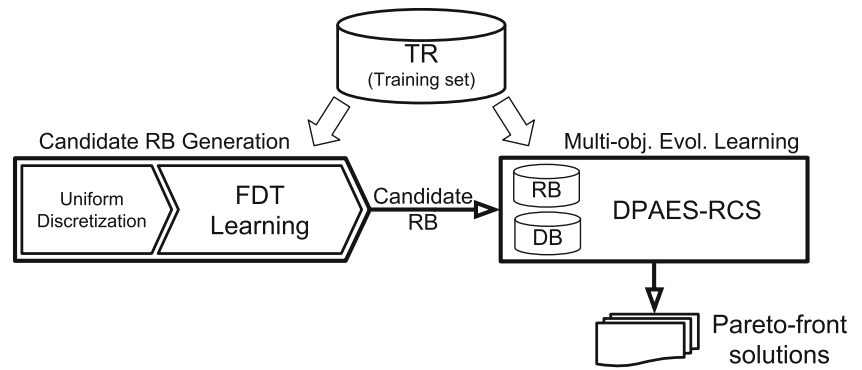 TR
(Training set)
Candidate RB Generation
Multi-obj. Evol. Learning
Uniform
Discretization
FDT
Learning
Candidate
RB
RB
DB
DPAES-RCS
Pareto-front
solutions